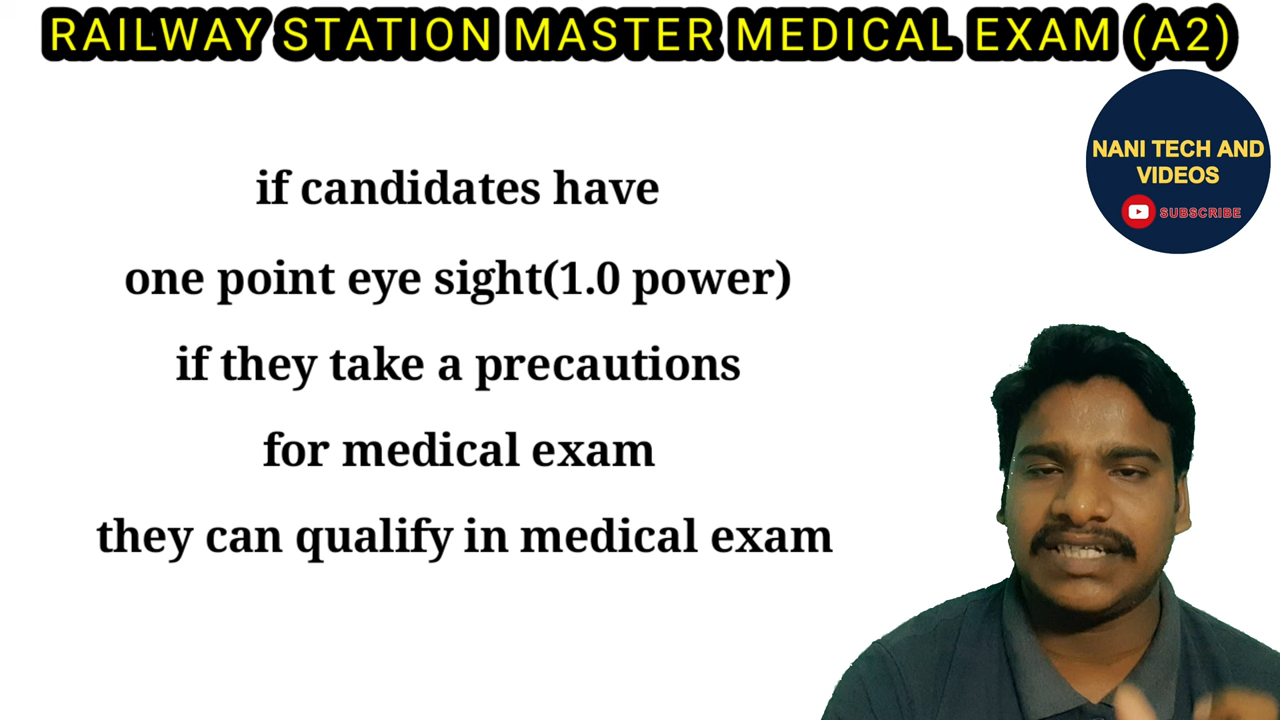 RAILWAY STATION MASTER MEDICAL EXAM (A2)
NANI TECH AND
VIDEOS
SUBSCRIBE
if candidates have
one point eye sight(1.0 power)
if they take a precautions
for medical exam
they can qualify in medical exam